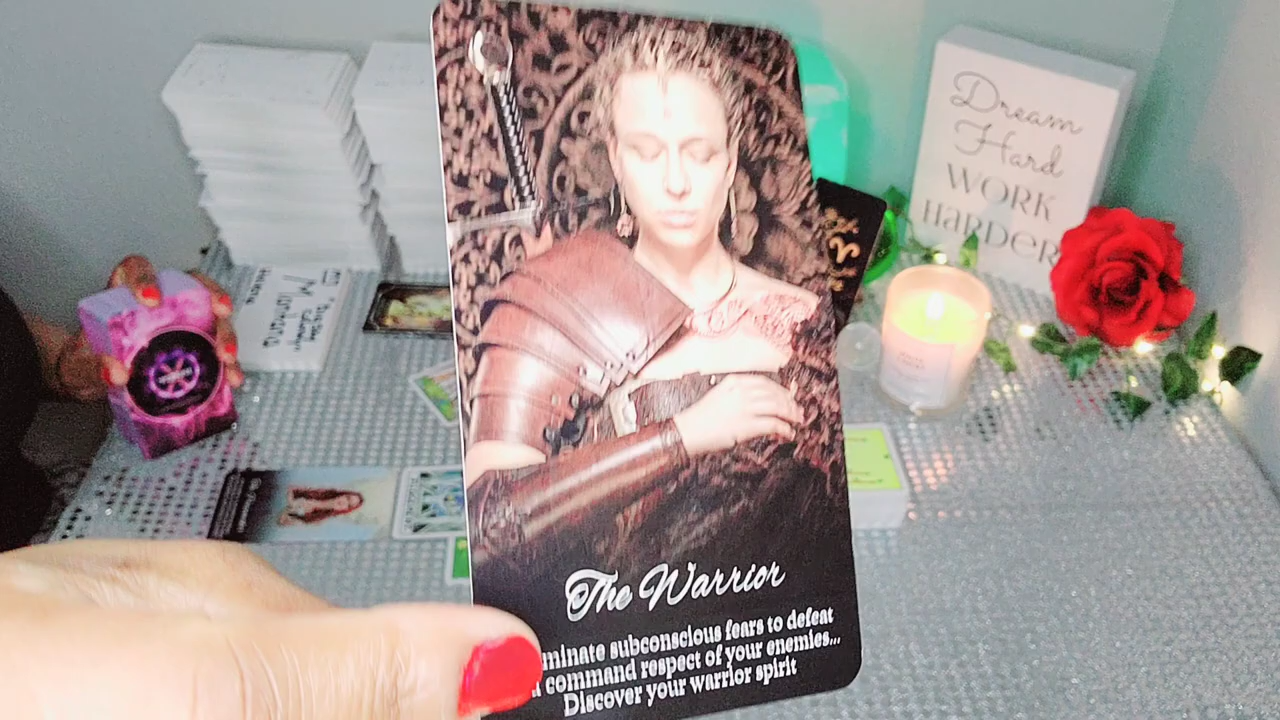 Dream
Hard
WORK
HARDER
The Warrior
minate subconscious fears to defeat
command respect of your enemies...
Discover your warrior spirit